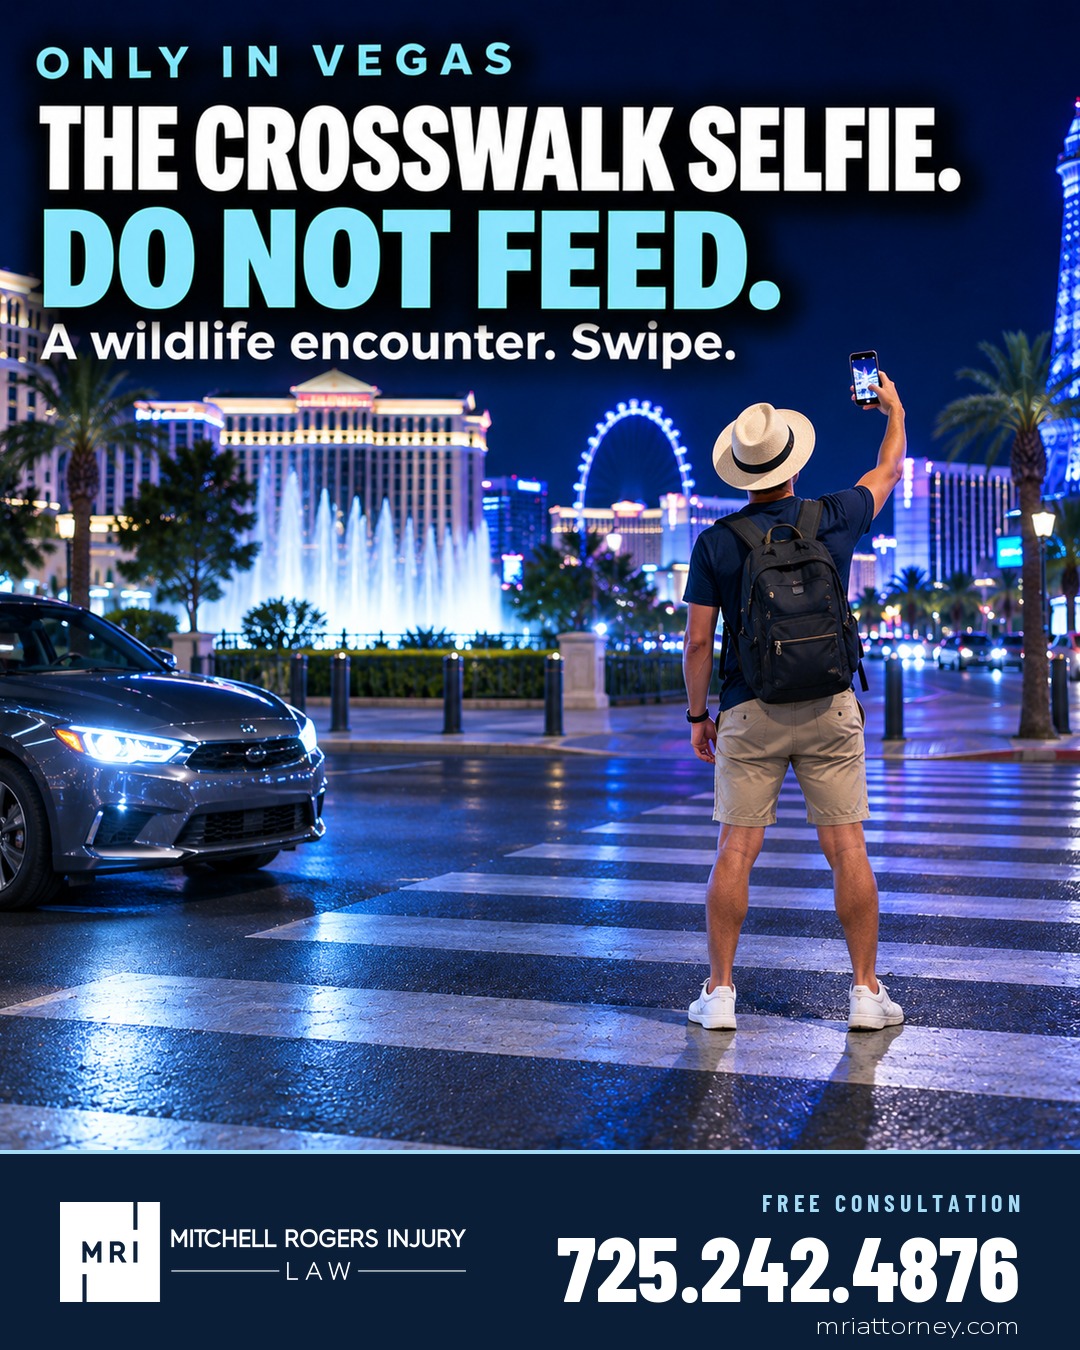 ONLY IN VEGAS
THE CROSSWALK SELFIE.
DO NOT FEED.
A wildlife encounter. Swipe.
MRI
MITCHELL ROGERS INJURY
LAW
FREE CONSULTATION
725.242.4876
mriattorney.com